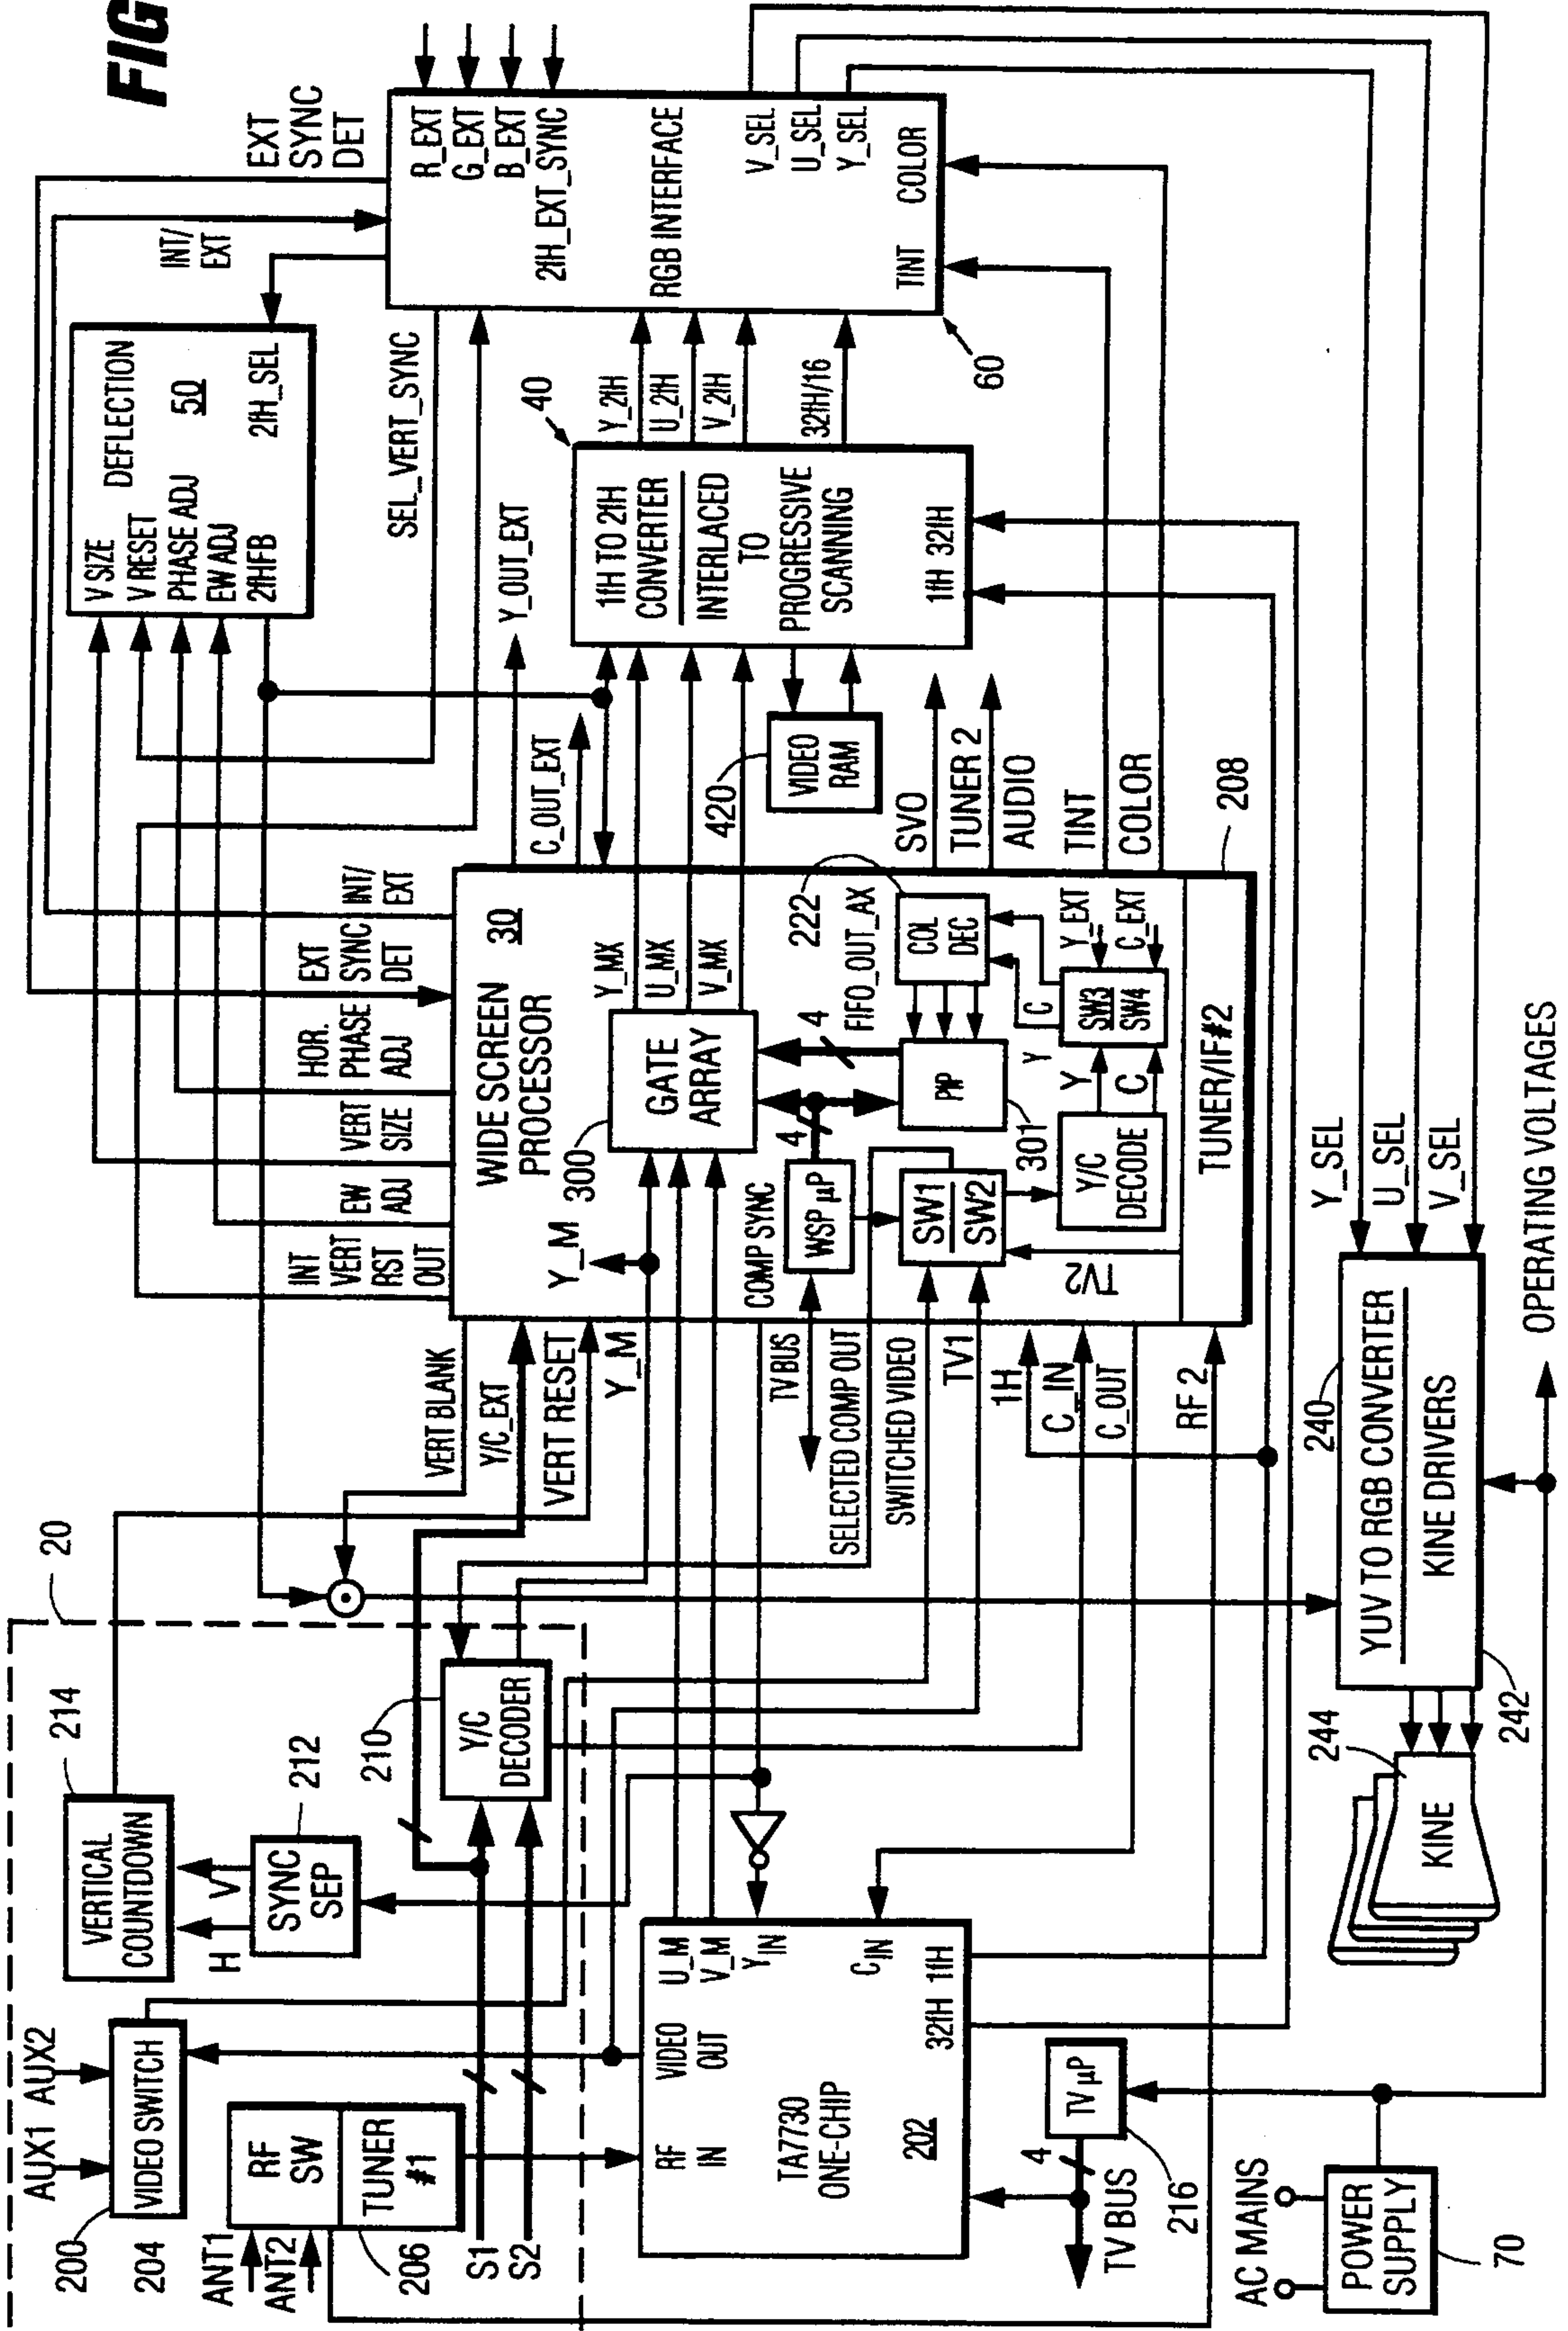 FIG
20
AUX1
AUX2
200
VIDEO SWITCH
204
ANT1
ANT2
RF
SW
TUNER
#1
206
S1
S2
214
VERTICAL
COUNTDOWN
H
V
212
SYNC
SEP
210
Y/C
DECODER
RF
IN
VIDEO
OUT
U_M
V_M
YIN
CIN
TA7730
ONE-CHIP
202
32fH 1fH
TV µP
4
TV BUS
216
AC MAINS
POWER
SUPPLY
70
VERT BLANK
Y/C_EXT
VERT RESET
Y_M
TV BUS
SELECTED COMP OUT
SWITCHED VIDEO
TV1
1H
C_IN
C_OUT
RF 2
INT
VERT
RST
OUT
EW
ADJ
VERT
SIZE
HOR.
PHASE
ADJ
EXT
SYNC
DET
INT/
EXT
WIDE SCREEN
PROCESSOR
30
Y_M
300
GATE
ARRAY
Y_MX
U_MX
V_MX
COMP SYNC
WSP µP
4
4
FIFO_OUT_AX
222
COL
DEC
PIP
301
SW1
SW2
TV2
Y/C
DECODE
Y
C
Y
C
SW3
SW4
Y_EXT
C_EXT
TUNER/IF#2
208
V SIZE
V RESET
PHASE ADJ
EW ADJ
2fHFB
DEFLECTION
50
2fH_SEL
SEL_VERT_SYNC
Y_OUT_EXT
C_OUT_EXT
INT/
EXT
EXT
SYNC
DET
420
VIDEO
RAM
SVO
TUNER 2
AUDIO
TINT
COLOR
40
1fH TO 2fH
CONVERTER
INTERLACED
TO
PROGRESSIVE
SCANNING
1fH 32fH
Y_2fH
U_2fH
V_2fH
32fH/16
R_EXT
G_EXT
B_EXT
2fH_EXT_SYNC
RGB INTERFACE
V_SEL
U_SEL
Y_SEL
TINT
COLOR
60
Y_SEL
U_SEL
V_SEL
240
YUV TO RGB CONVERTER
KINE DRIVERS
242
244
KINE
OPERATING VOLTAGES